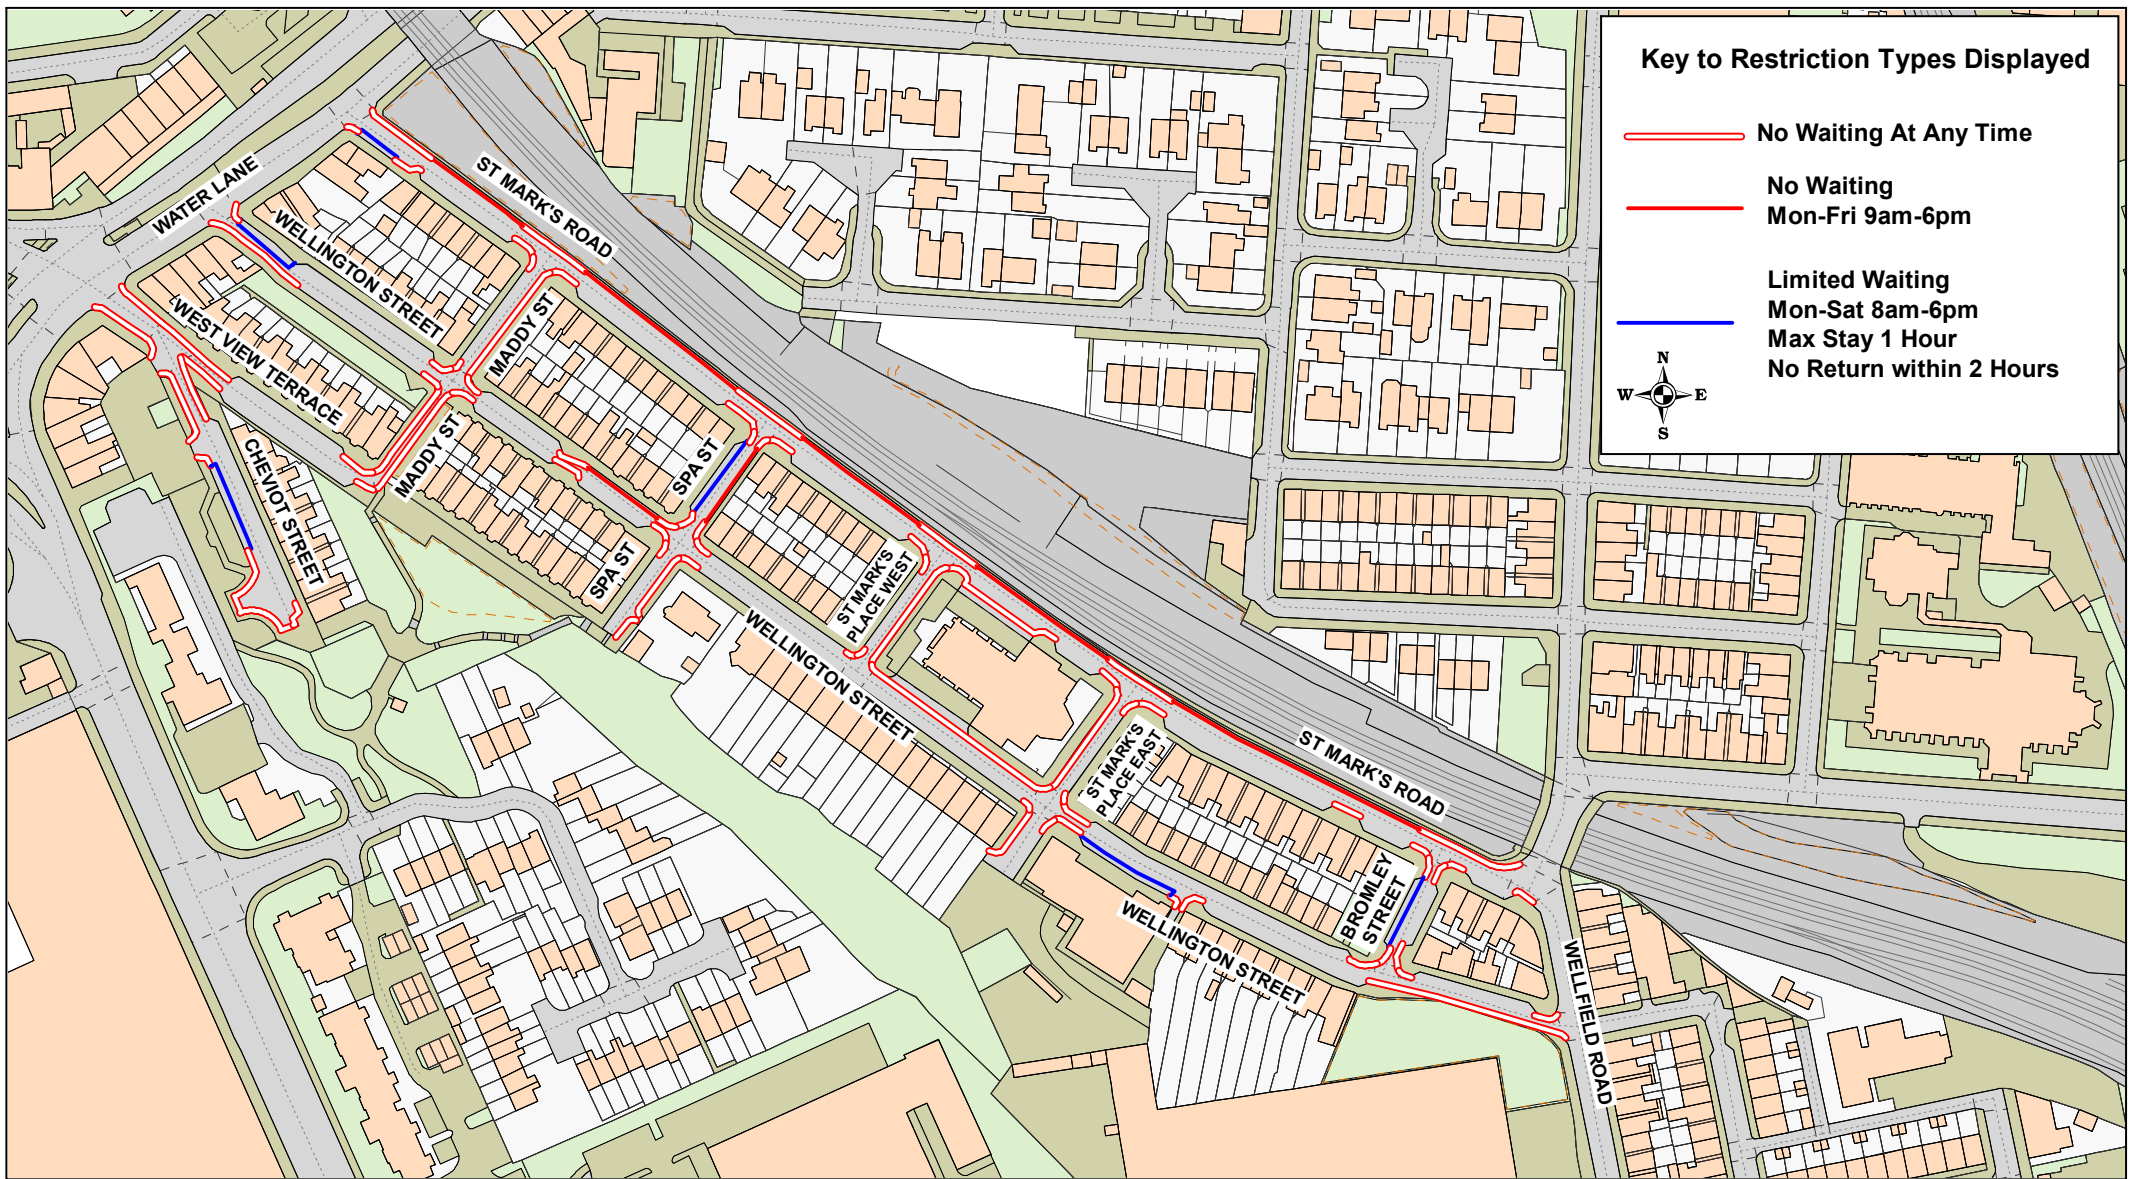 Key to Restriction Types Displayed
No Waiting At Any Time
No Waiting
Mon-Fri 9am-6pm
Limited Waiting
Mon-Sat 8am-6pm
Max Stay 1 Hour
No Return within 2 Hours
N
W
E
S
WATER LANE
ST MARK'S ROAD
WELLINGTON STREET
WEST VIEW TERRACE
MADDY ST
MADDY ST
CHEVIOT STREET
SPA ST
SPA ST
ST MARK'S
PLACE WEST
WELLINGTON STREET
ST MARK'S
PLACE EAST
ST MARK'S ROAD
BROMLEY
STREET
WELLINGTON STREET
WELLFIELD ROAD